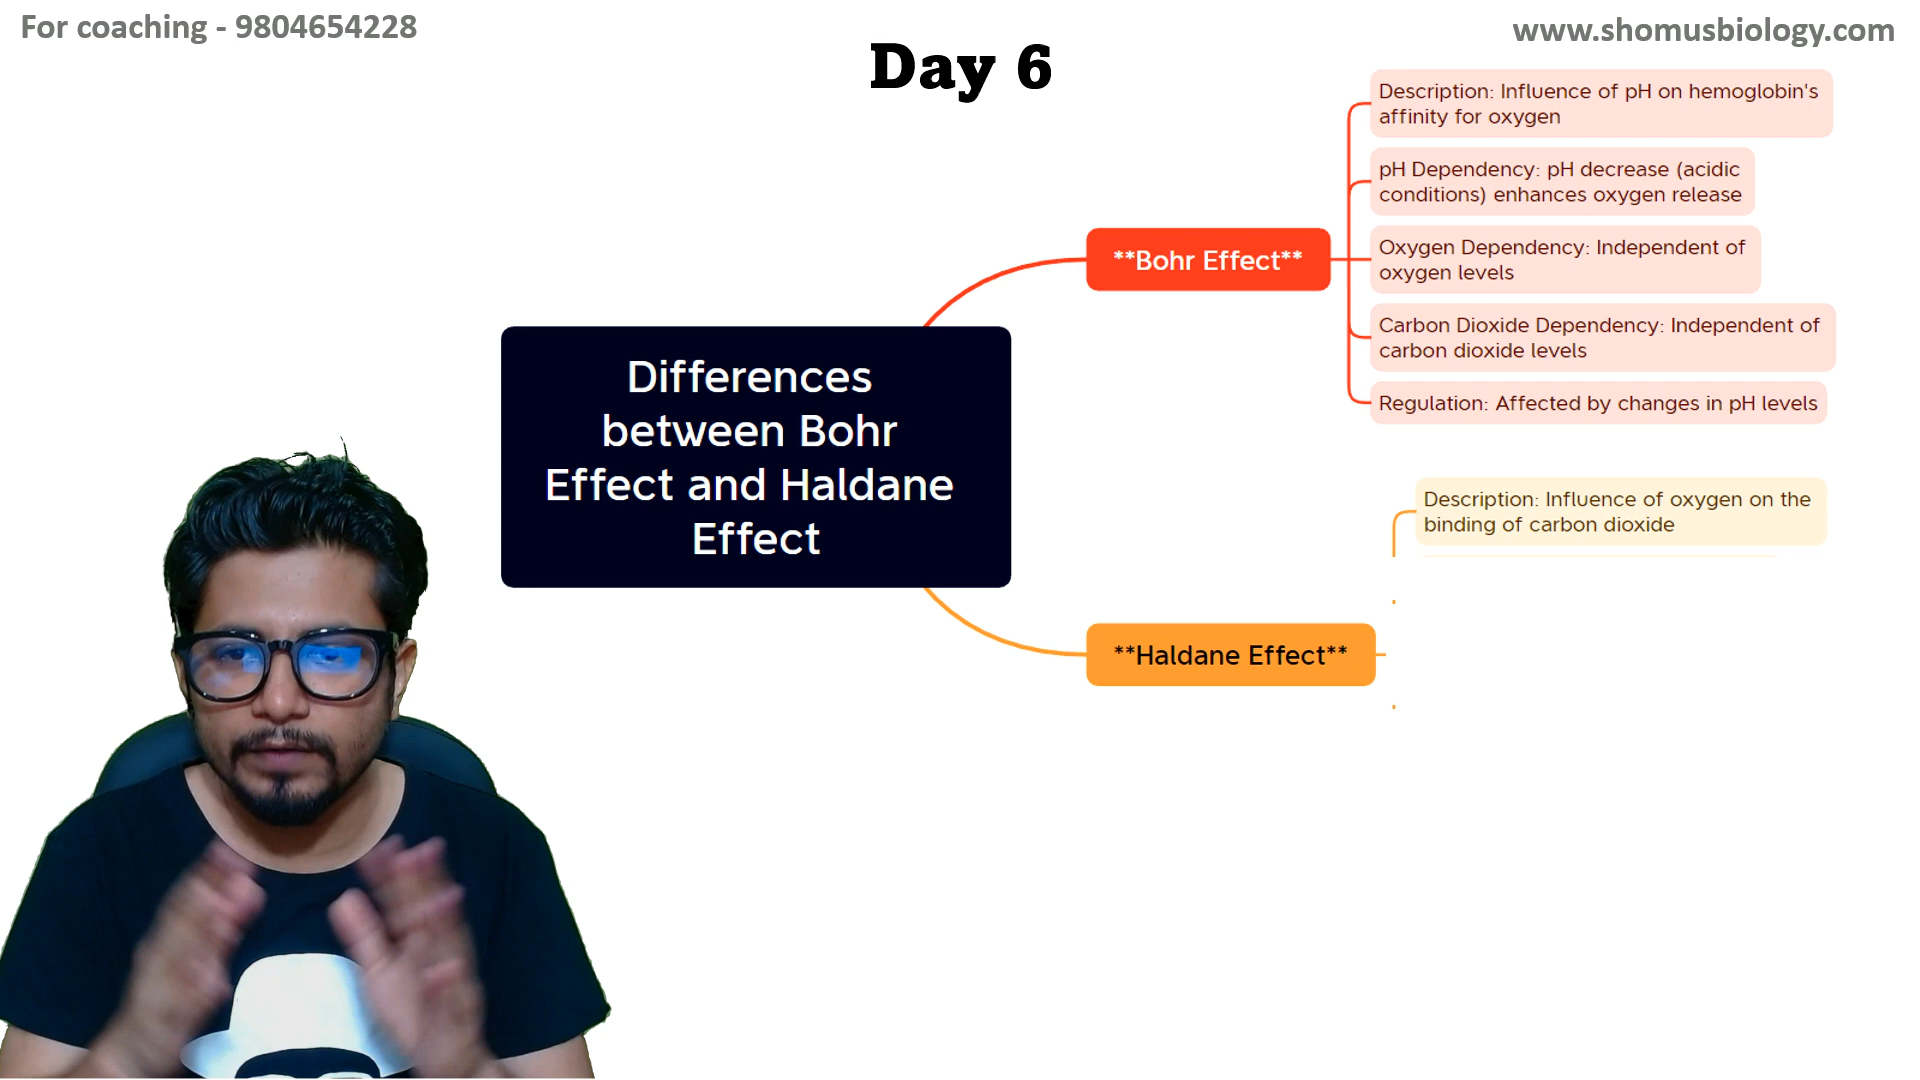 For coaching - 9804654228
www.shomusbiology.com
Day 6
Differences
between Bohr
Effect and Haldane
Effect
**Bohr Effect**
Description: Influence of pH on hemoglobin's
affinity for oxygen
pH Dependency: pH decrease (acidic
conditions) enhances oxygen release
Oxygen Dependency: Independent of
oxygen levels
Carbon Dioxide Dependency: Independent of
carbon dioxide levels
Regulation: Affected by changes in pH levels
**Haldane Effect**
Description: Influence of oxygen on the
binding of carbon dioxide